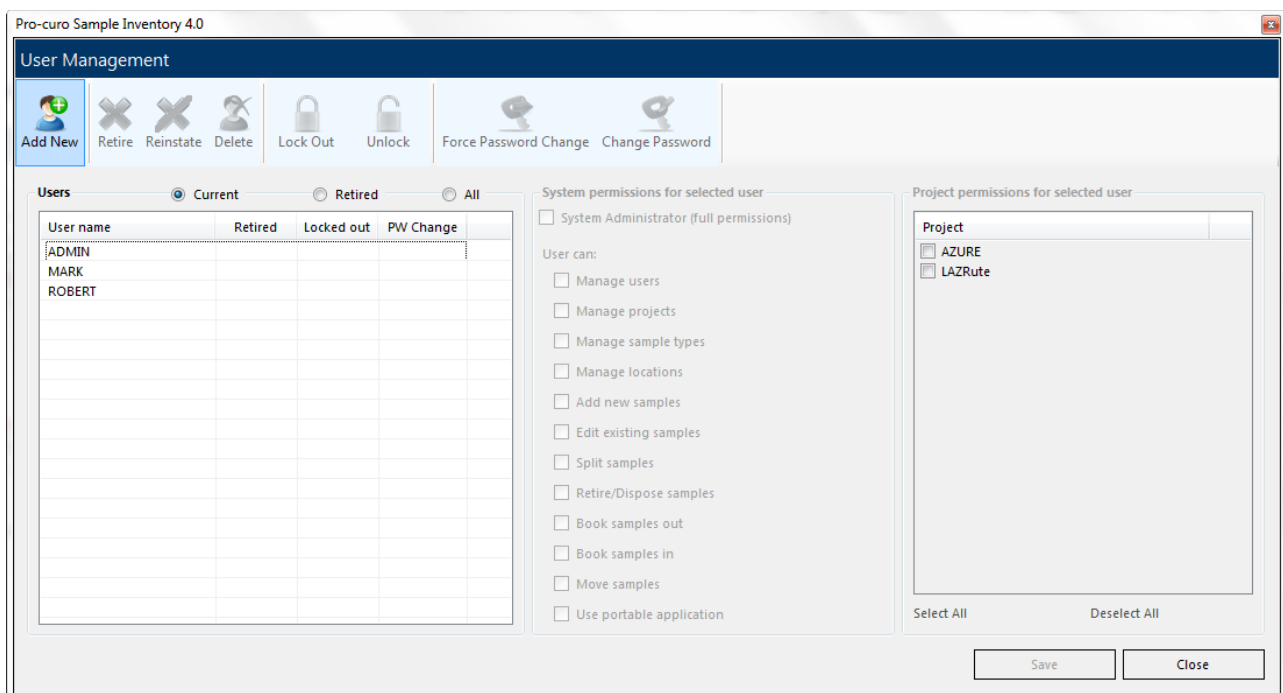 Pro-curo Sample Inventory 4.0
User Management
Add New Retire Reinstate Delete Lock Out Unlock Force Password Change Change Password
Users Current Retired All
User name Retired Locked out PW Change
ADMIN
MARK
ROBERT
System permissions for selected user
System Administrator (full permissions)
User can:
Manage users
Manage projects
Manage sample types
Manage locations
Add new samples
Edit existing samples
Split samples
Retire/Dispose samples
Book samples out
Book samples in
Move samples
Use portable application
Project permissions for selected user
Project
AZURE
LAZRute
Select All Deselect All
Save Close